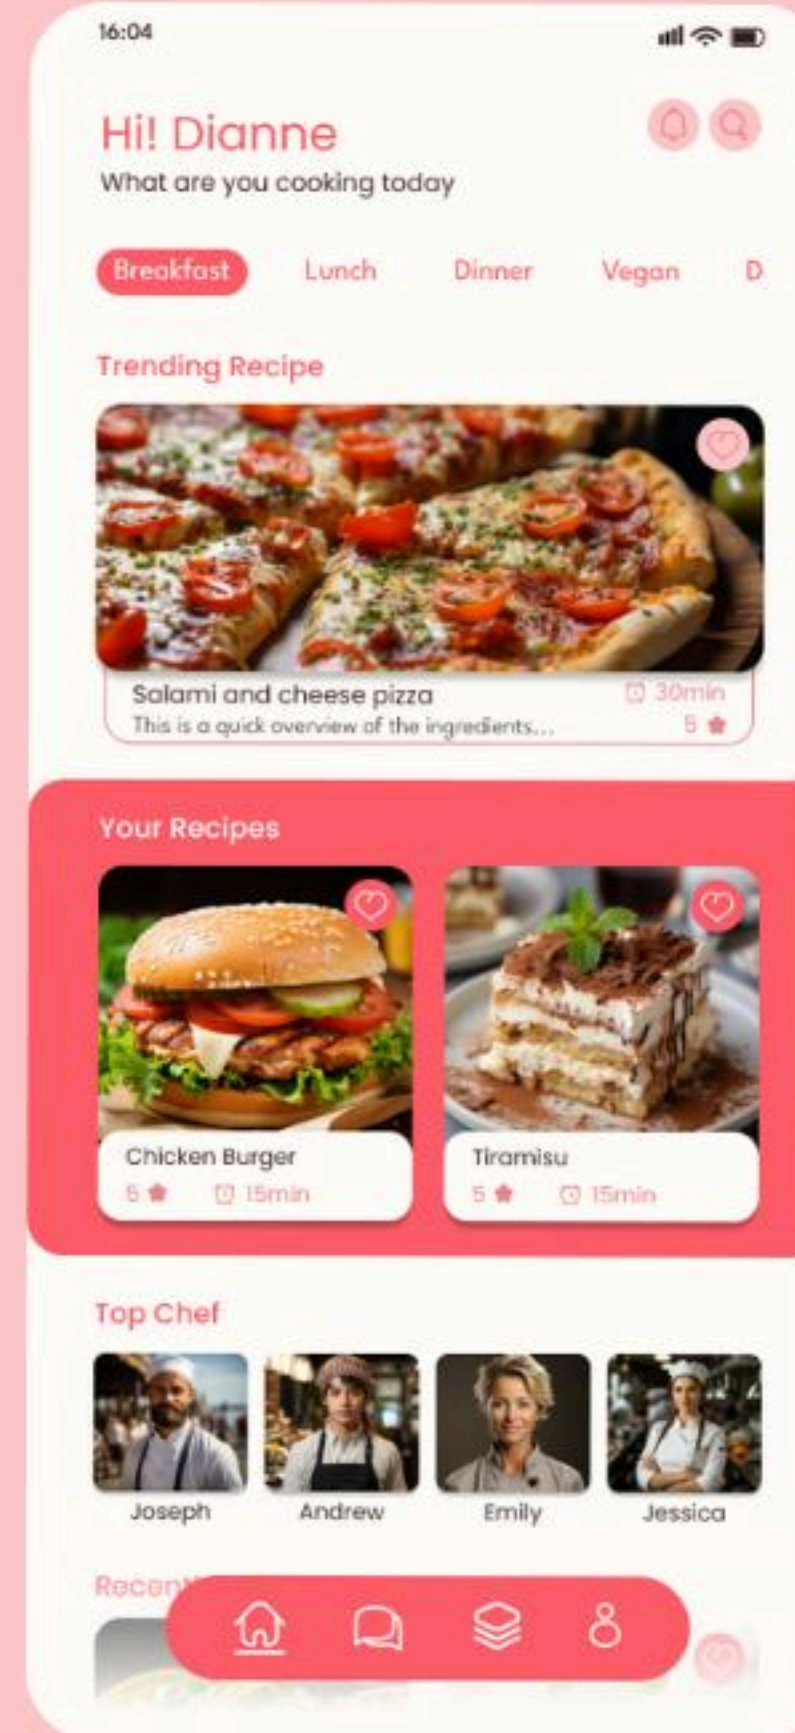 16:04
Hi! Dianne
What are you cooking today
Breakfast Lunch Dinner Vegan D
Trending Recipe
Salami and cheese pizza 30min
This is a quick overview of the ingredients... 5
Your Recipes
Chicken Burger Tiramisu
5 15min 5 15min
Top Chef
Joseph Andrew Emily Jessica
Recent